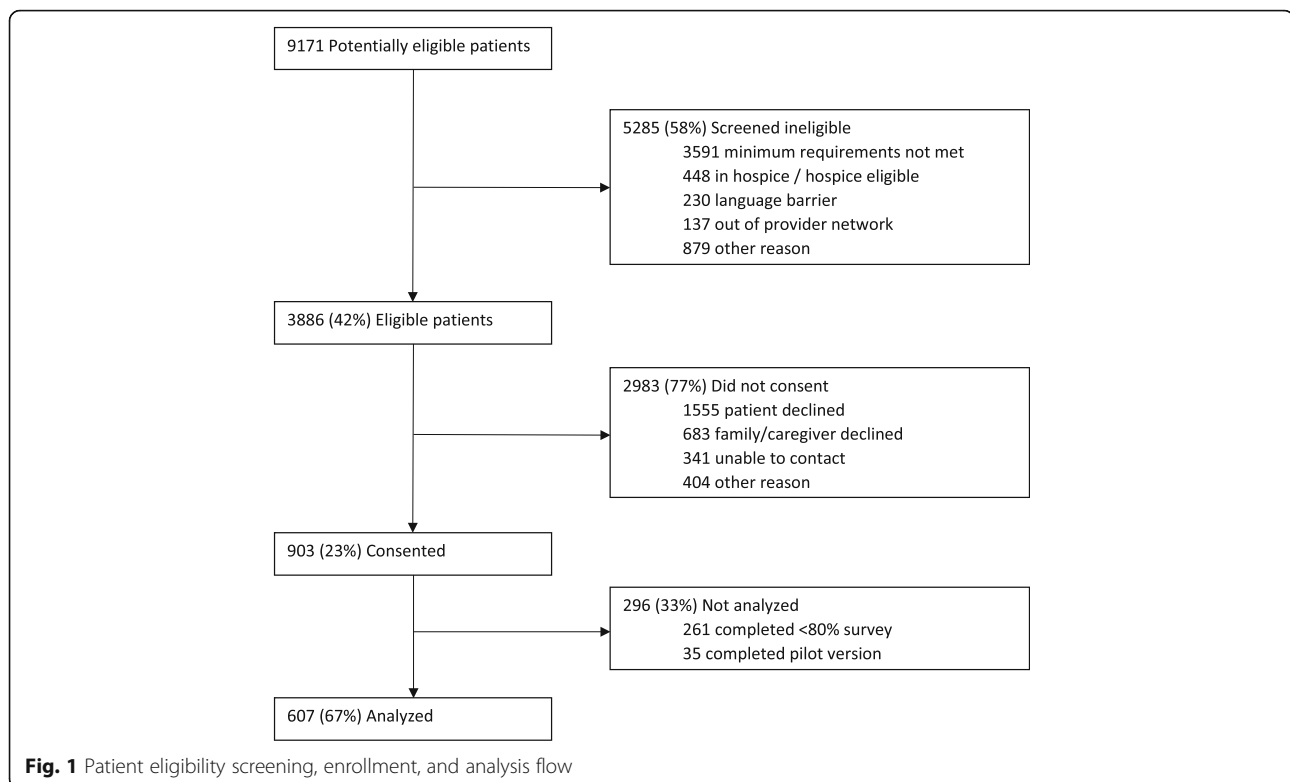 9171 Potentially eligible patients
5285 (58%) Screened ineligible
3591 minimum requirements not met
448 in hospice / hospice eligible
230 language barrier
137 out of provider network
879 other reason
3886 (42%) Eligible patients
2983 (77%) Did not consent
1555 patient declined
683 family/caregiver declined
341 unable to contact
404 other reason
903 (23%) Consented
296 (33%) Not analyzed
261 completed <80% survey
35 completed pilot version
607 (67%) Analyzed
Fig. 1 Patient eligibility screening, enrollment, and analysis flow